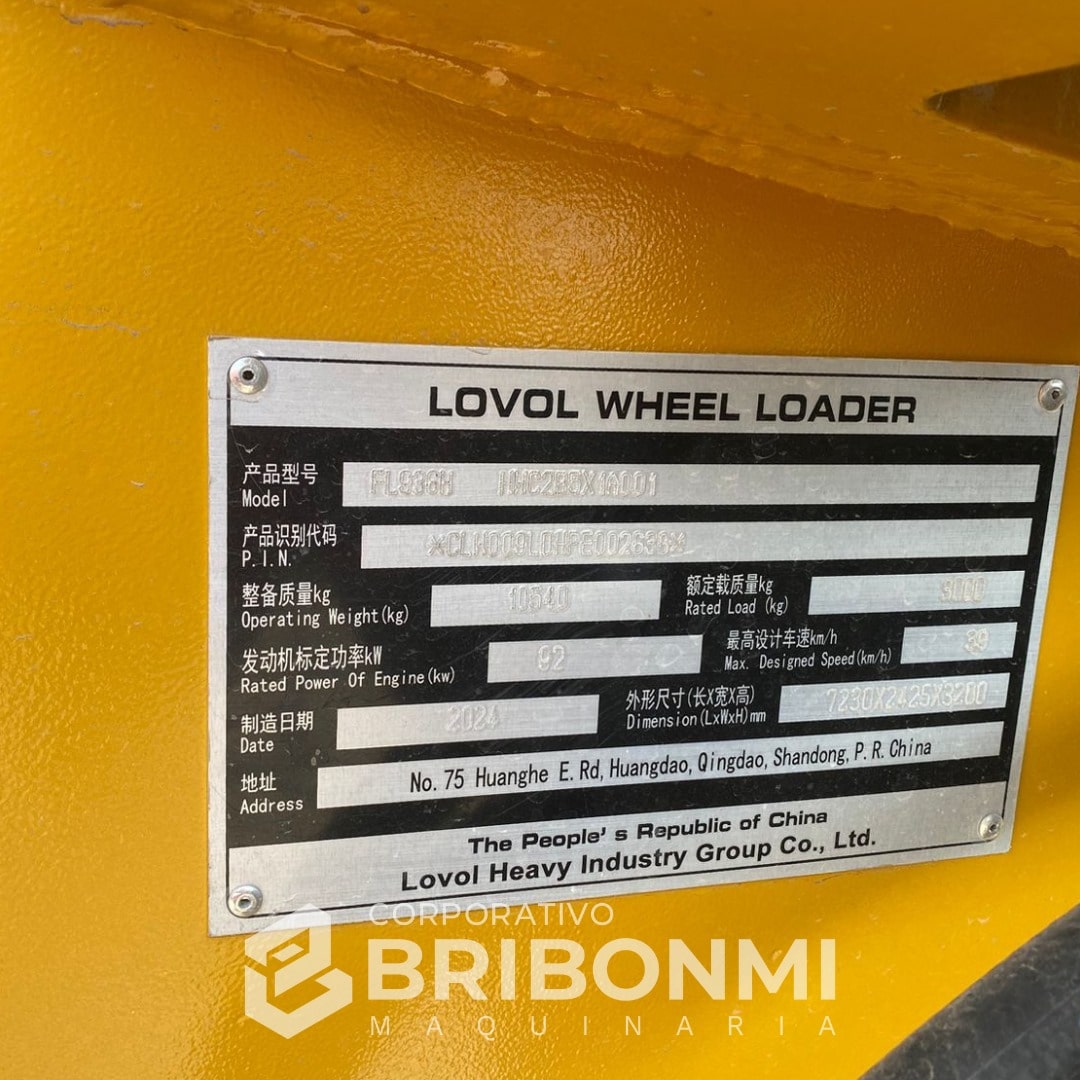 LOVOL WHEEL LOADER
产品型号
Model FL936H
产品识别代码
P.I.N.
整备质量kg 额定载质量kg
Operating Weight(kg) 10540 Rated Load (kg) 3000
发动机标定功率kW 最高设计车速km/h
Rated Power Of Engine(kw) 92 Max. Designed Speed(km/h)
制造日期 外形尺寸(长X宽X高)
Date 2024 Dimension(LxWxH)mm 7230X2425X3200
地址
Address No. 75 Huanghe E. Rd, Huangdao, Qingdao, Shandong, P. R. China
The People' s Republic of China
Lovol Heavy Industry Group Co., Ltd.
CORPORATIVO
BRIBONMI
MAQUINARIA